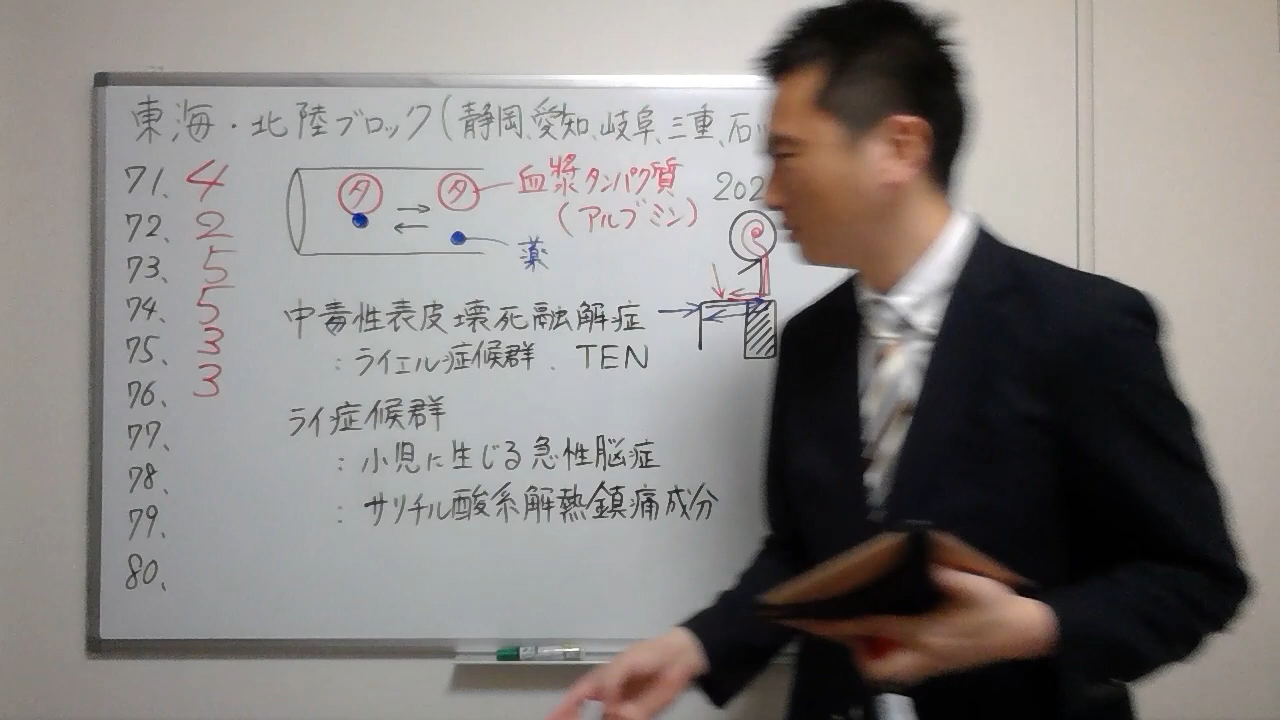 東海・北陸ブロック(静岡、愛知、岐阜、三重、石
71. 4
72. 2
73. 5
74. 5
75. 3
76. 3
77.
78.
79.
80.
タ タ 血漿タンパク質
(アルブミン)
薬
202
中毒性表皮壊死融解症
:ライエル症候群. TEN
ライ症候群
:小児に生じる急性脳症
:サリチル酸系解熱鎮痛成分